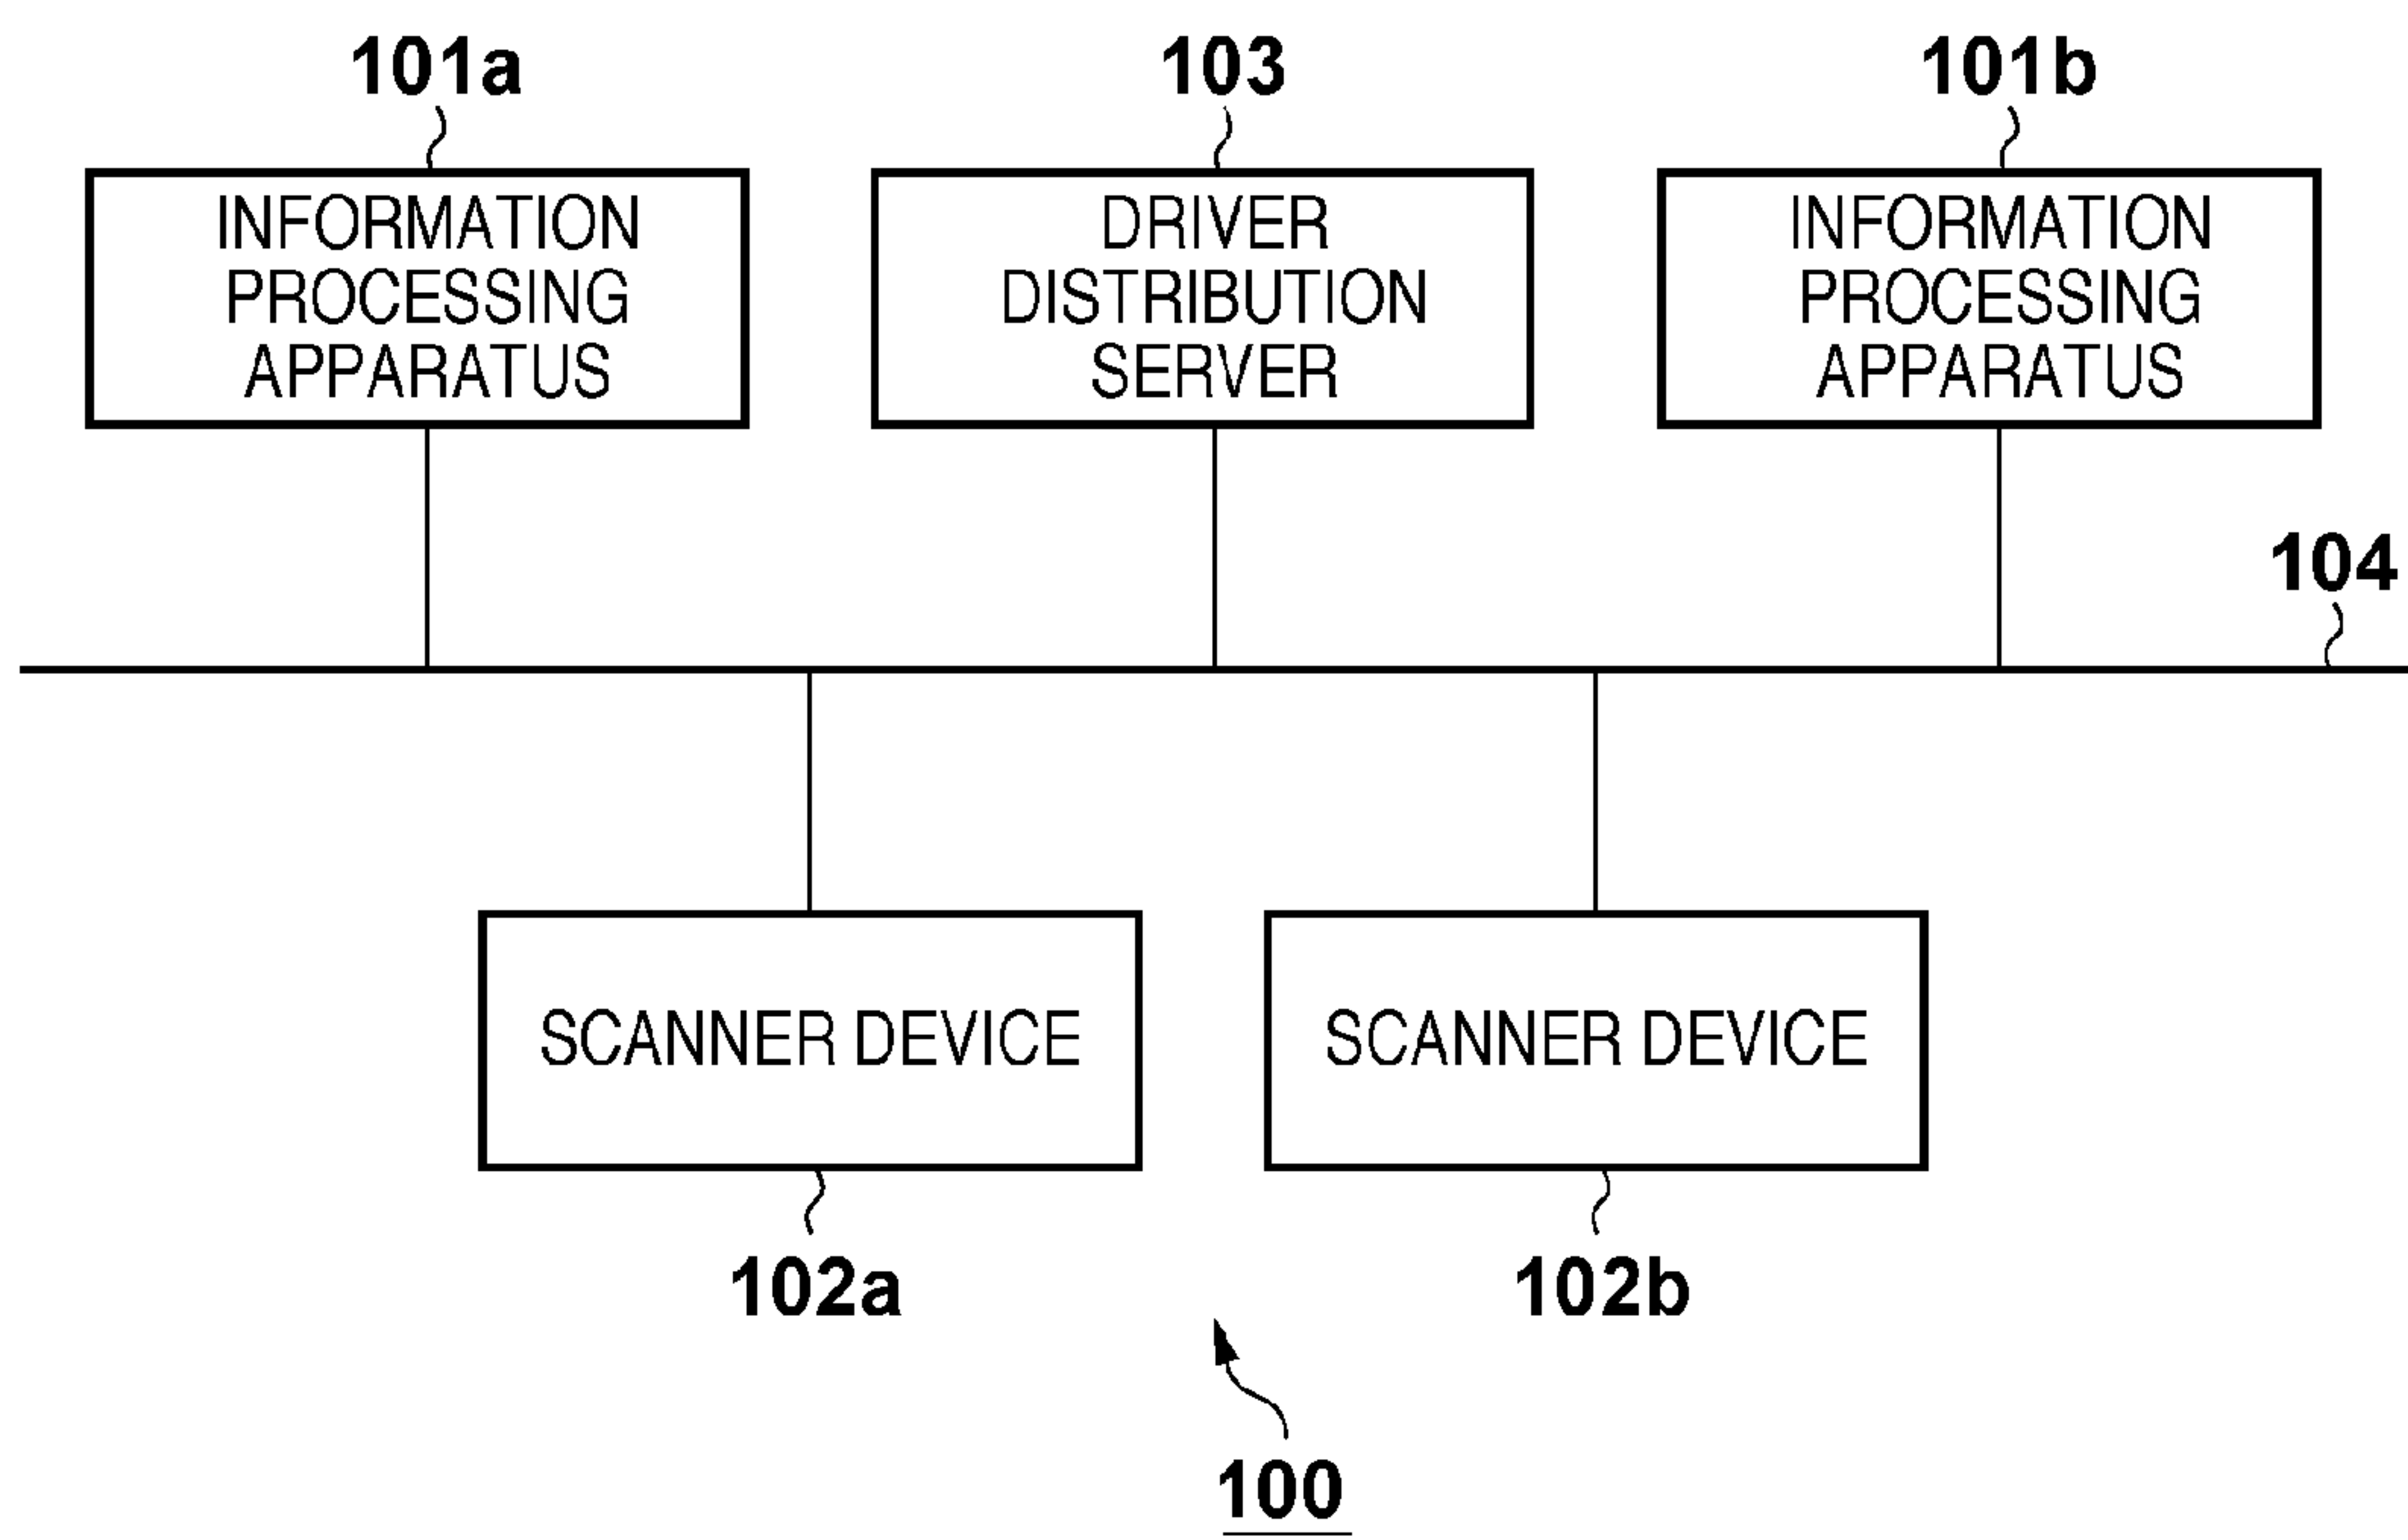 101a
103
101b
INFORMATION
PROCESSING
APPARATUS
DRIVER
DISTRIBUTION
SERVER
INFORMATION
PROCESSING
APPARATUS
104
SCANNER DEVICE
SCANNER DEVICE
102a
102b
100